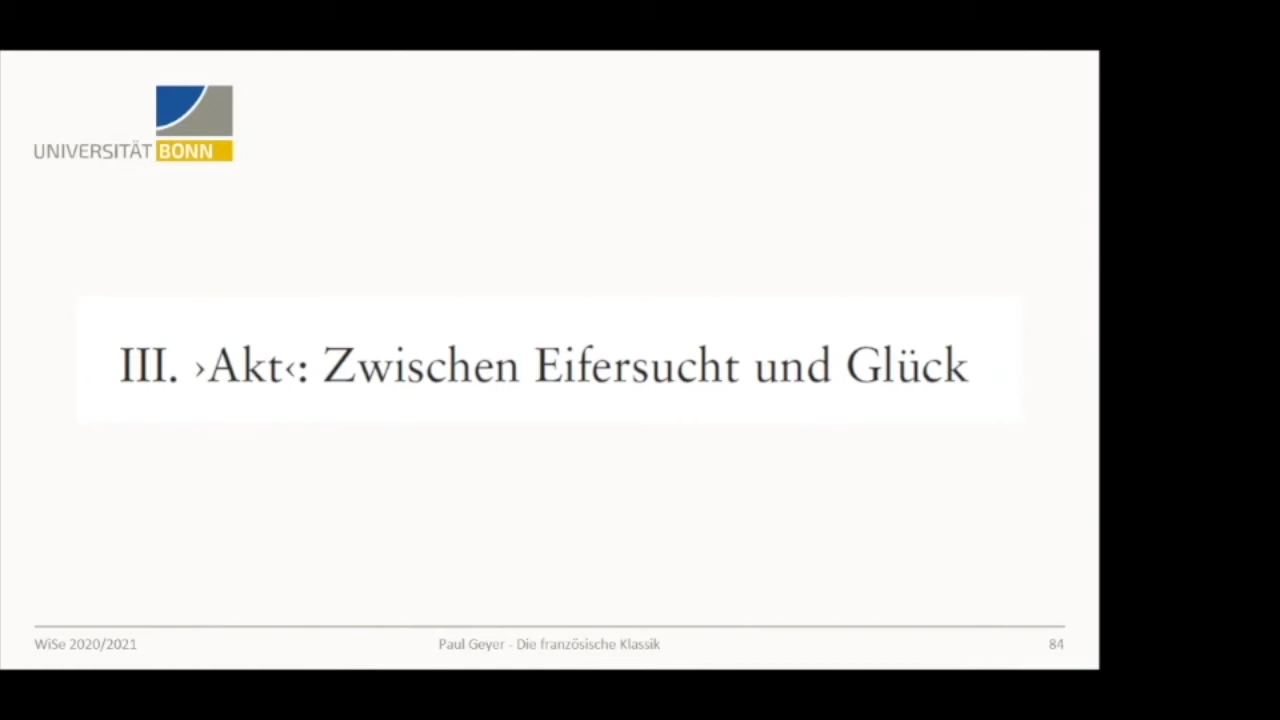 UNIVERSITÄT BONN
III. ›Akt‹: Zwischen Eifersucht und Glück
WiSe 2020/2021 Paul Geyer - Die französische Klassik 84